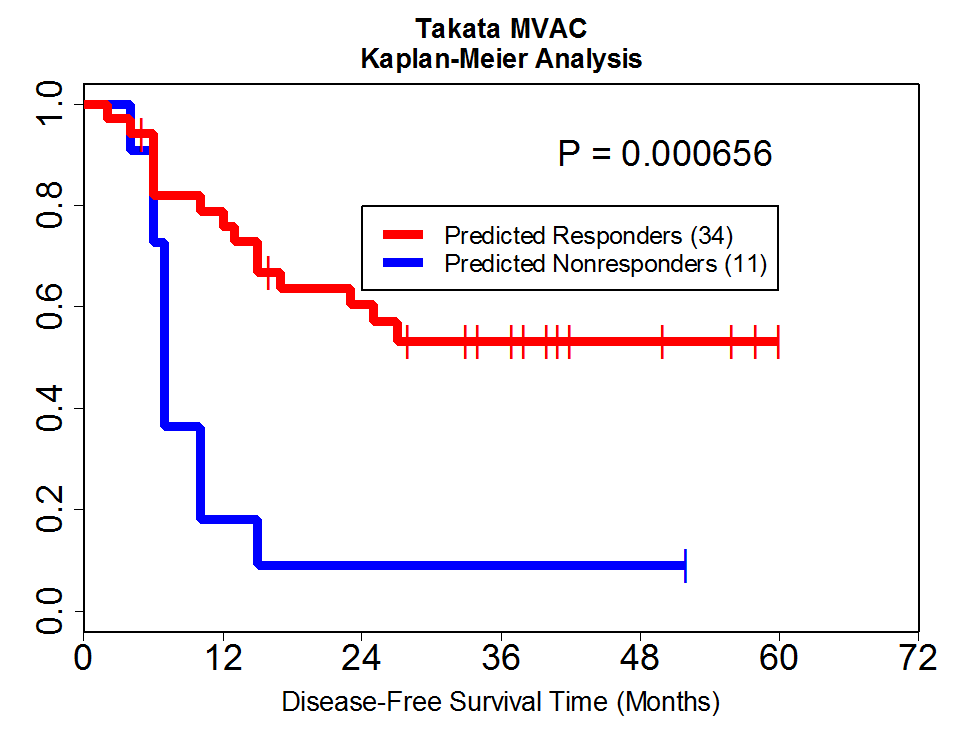 Takata MVAC
Kaplan-Meier Analysis
1.0
0.8
0.6
0.4
0.2
0.0
P = 0.000656
Predicted Responders (34)
Predicted Nonresponders (11)
0 12 24 36 48 60 72
Disease-Free Survival Time (Months)